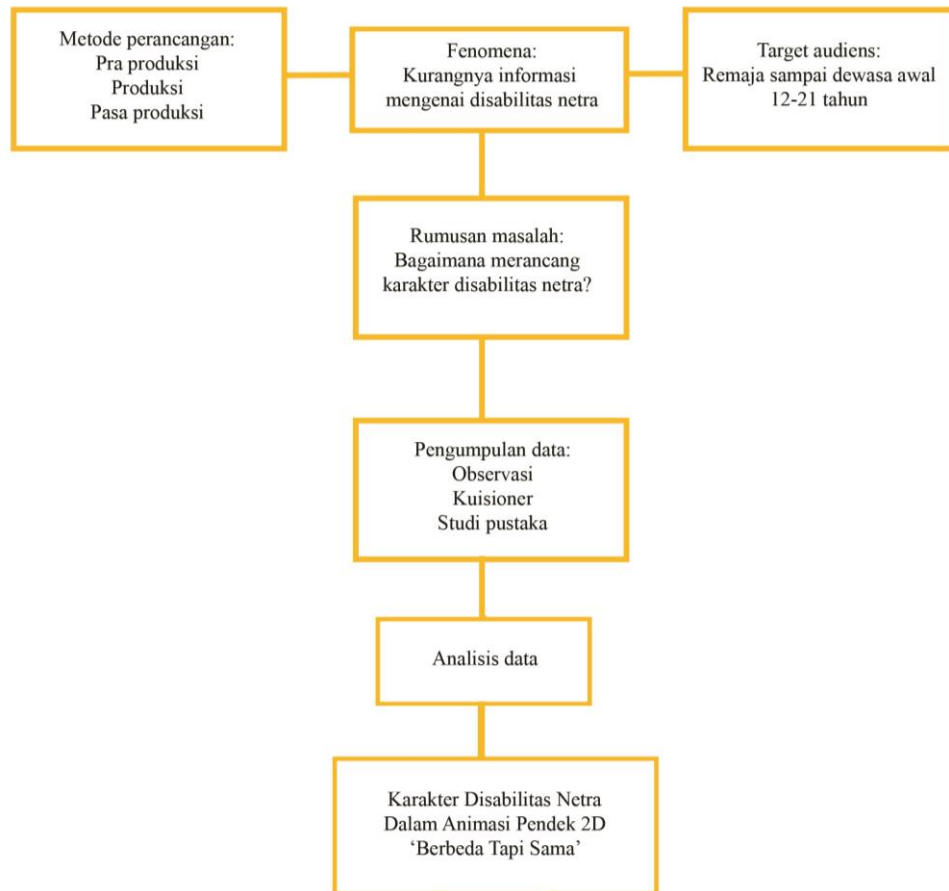 Metode perancangan:
Pra produksi
Produksi
Pasa produksi
Fenomena:
Kurangnya informasi
mengenai disabilitas netra
Target audiens:
Remaja sampai dewasa awal
12-21 tahun
Rumusan masalah:
Bagaimana merancang
karakter disabilitas netra?
Pengumpulan data:
Observasi
Kuisioner
Studi pustaka
Analisis data
Karakter Disabilitas Netra
Dalam Animasi Pendek 2D
‘Berbeda Tapi Sama’